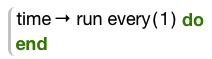 time → run every(1) do
end